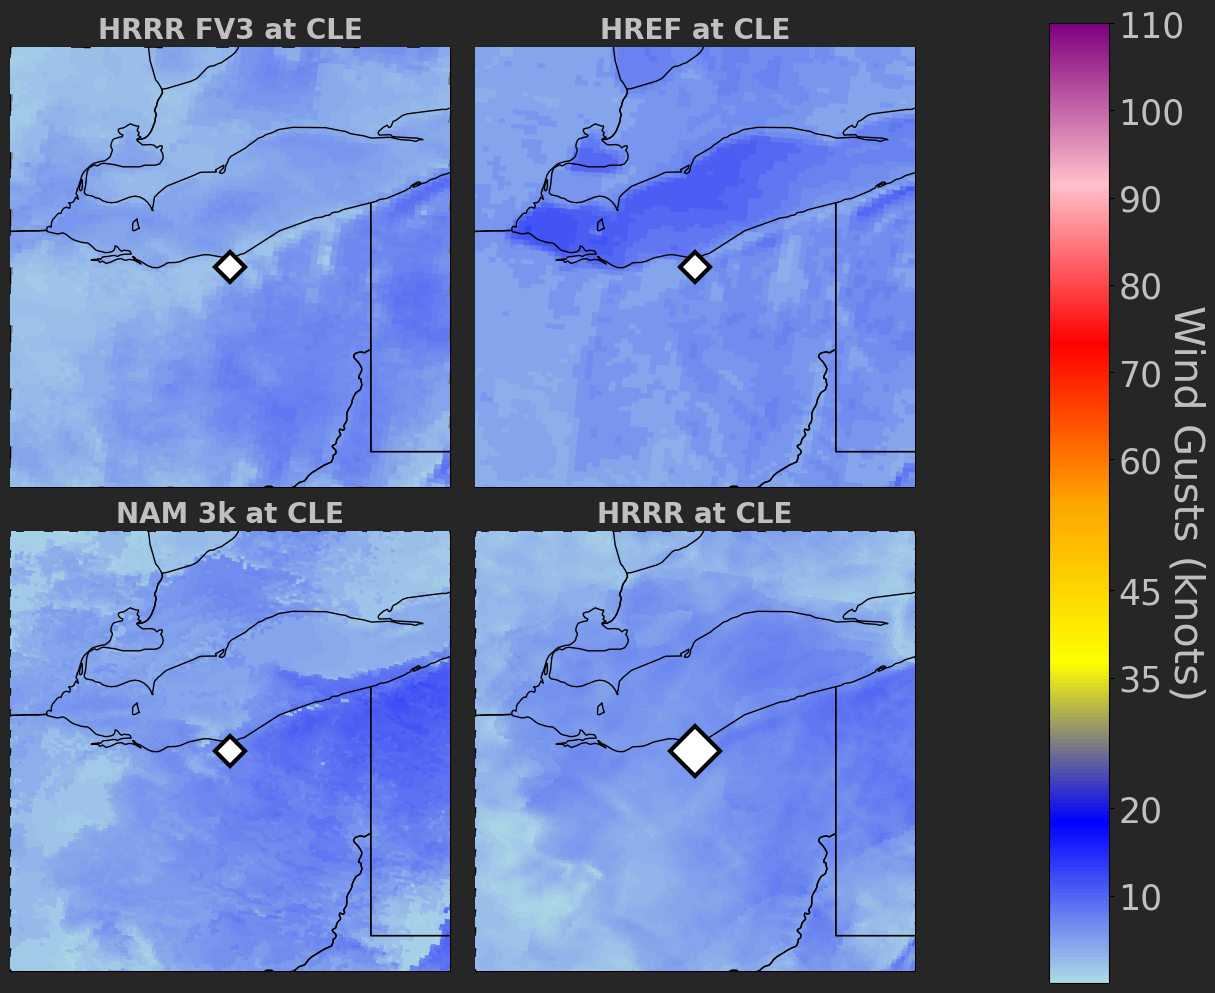 HRRR FV3 at CLE
HREF at CLE
NAM 3k at CLE
HRRR at CLE
110
100
90
80
70
60
45
35
20
10
Wind Gusts (knots)